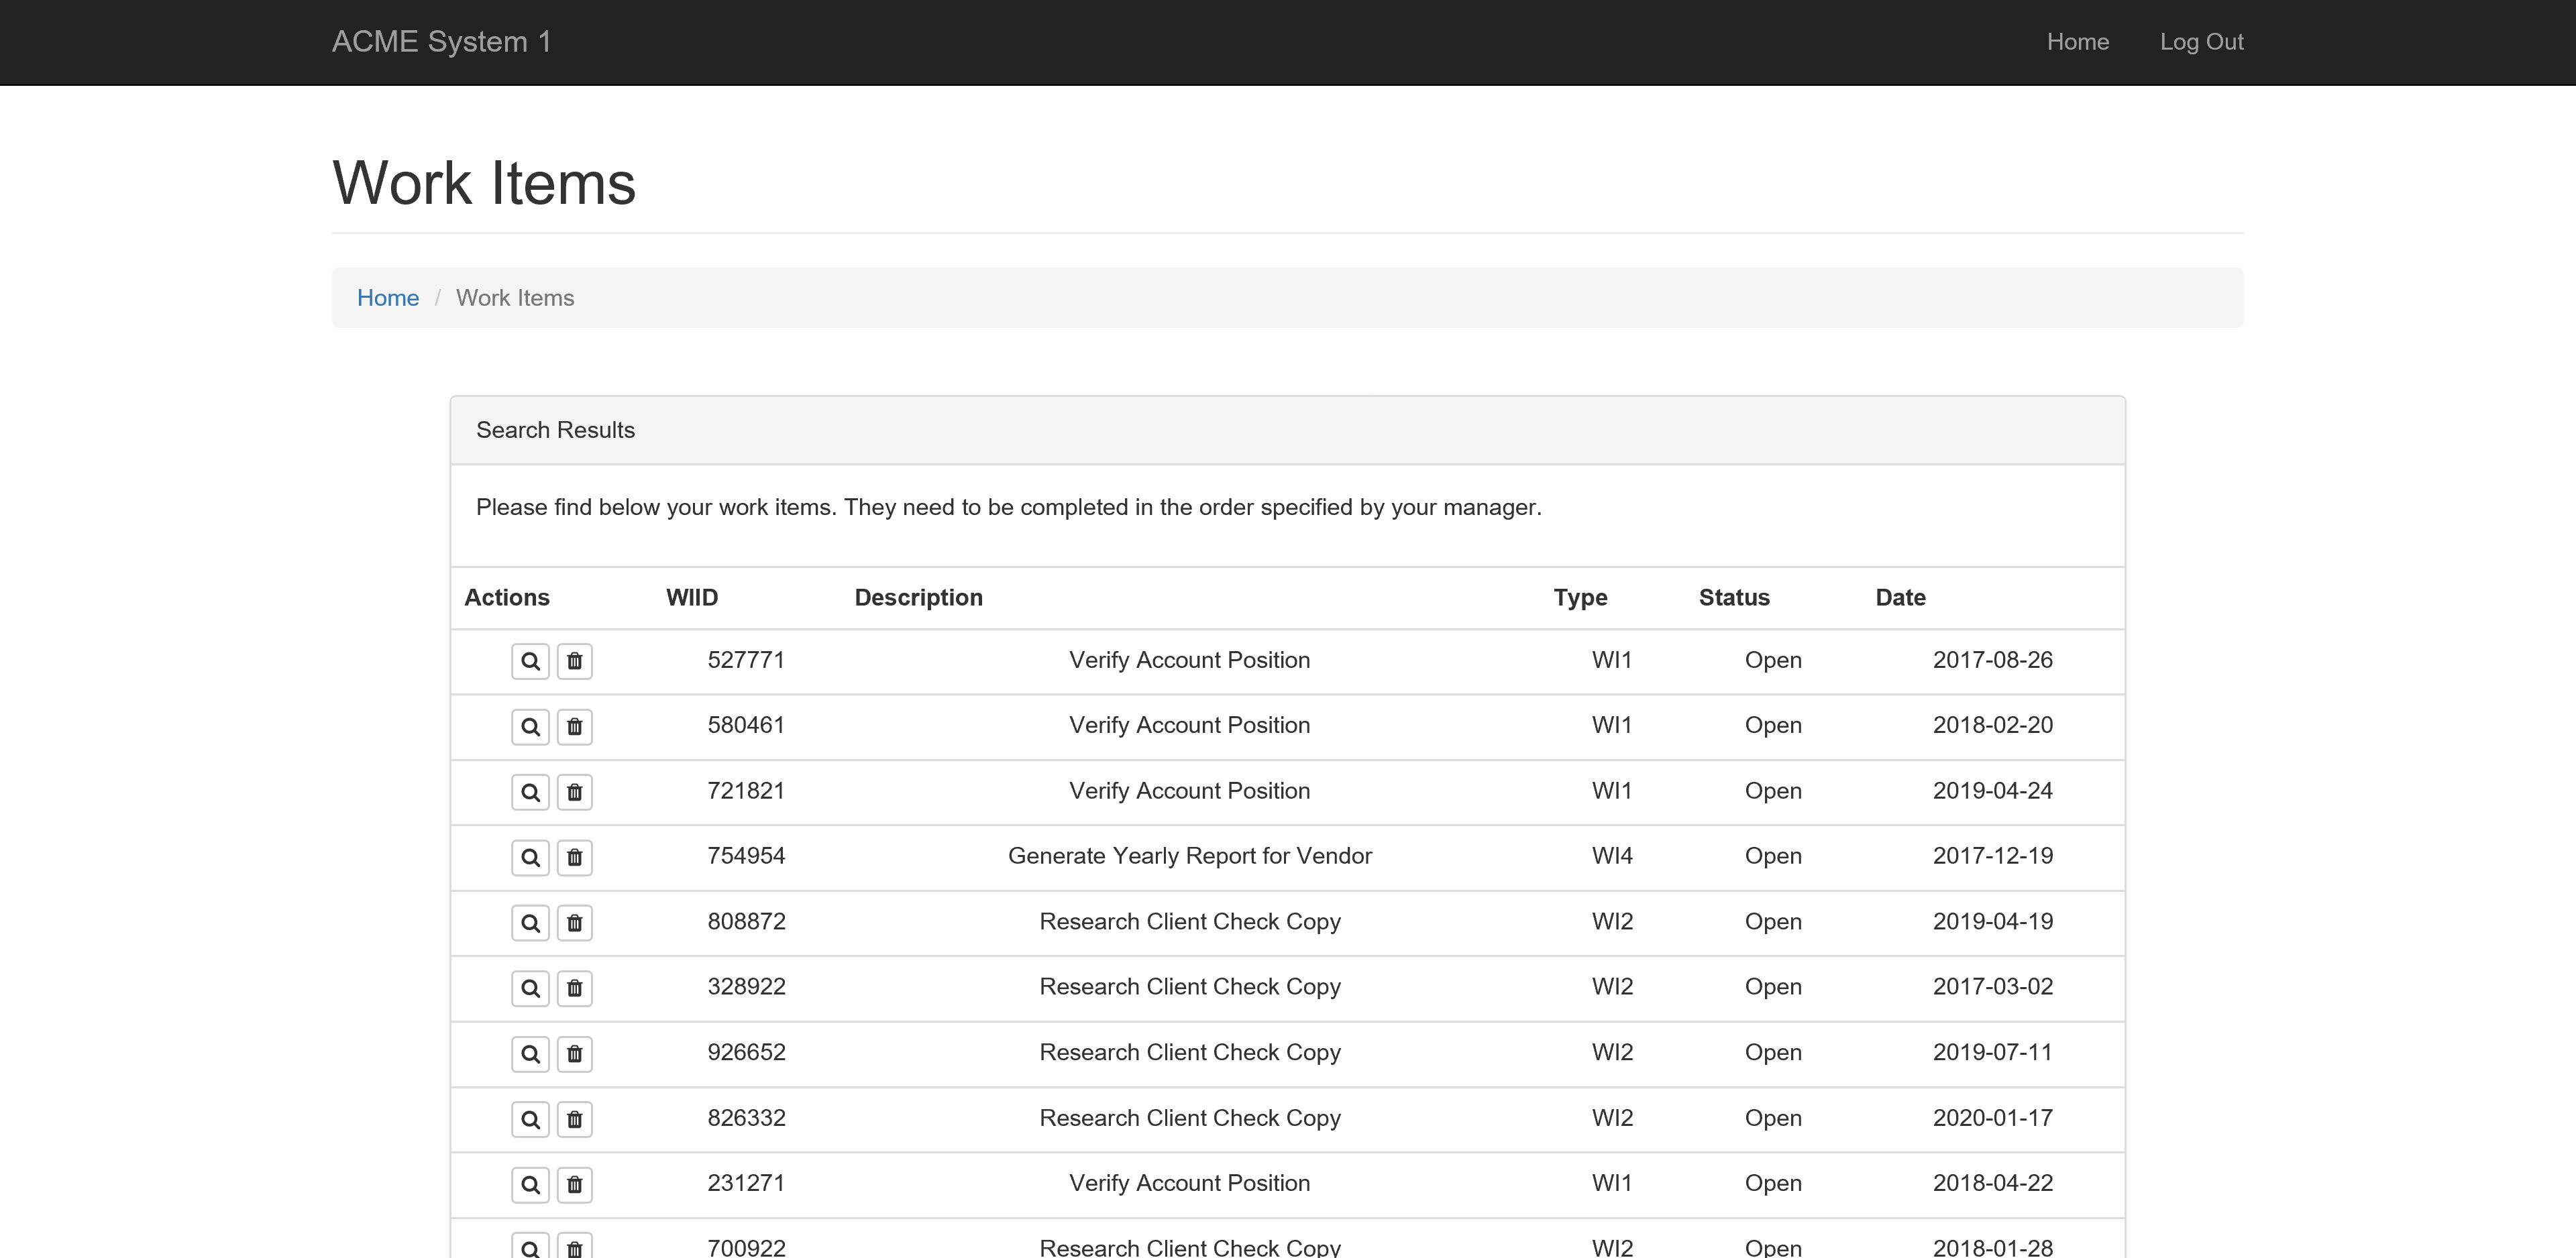 ACME System 1 Home Log Out
Work Items
Home / Work Items
Search Results
Please find below your work items. They need to be completed in the order specified by your manager.
Actions WIID Description Type Status Date
527771 Verify Account Position WI1 Open 2017-08-26
580461 Verify Account Position WI1 Open 2018-02-20
721821 Verify Account Position WI1 Open 2019-04-24
754954 Generate Yearly Report for Vendor WI4 Open 2017-12-19
808872 Research Client Check Copy WI2 Open 2019-04-19
328922 Research Client Check Copy WI2 Open 2017-03-02
926652 Research Client Check Copy WI2 Open 2019-07-11
826332 Research Client Check Copy WI2 Open 2020-01-17
231271 Verify Account Position WI1 Open 2018-04-22
700922 Research Client Check Copy WI2 Open 2018-01-28